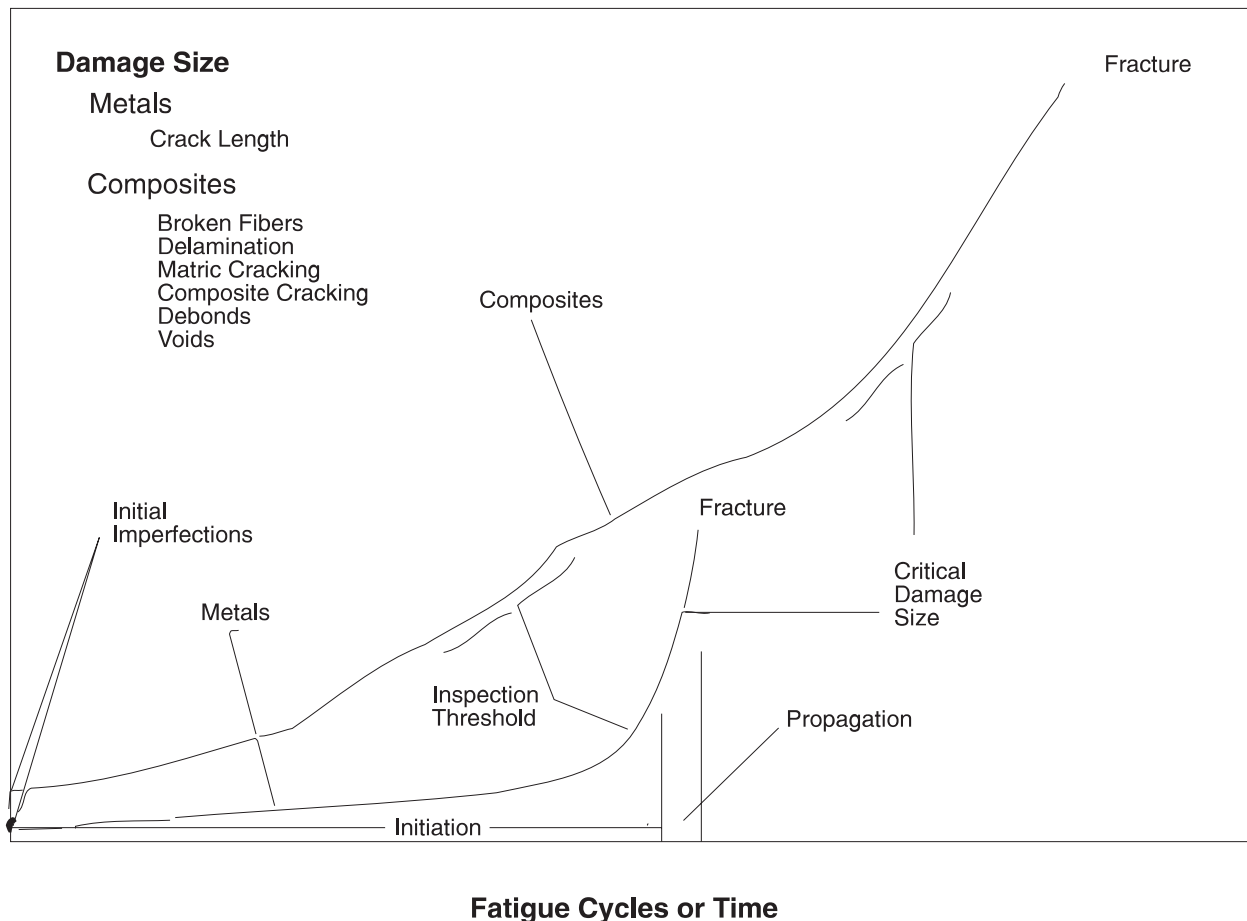 Damage Size
Metals
Crack Length
Composites
Broken Fibers
Delamination
Matric Cracking
Composite Cracking
Debonds
Voids
Fracture
Composites
Initial
Imperfections
Fracture
Metals
Critical
Damage
Size
Inspection
Threshold
Propagation
Initiation
Fatigue Cycles or Time